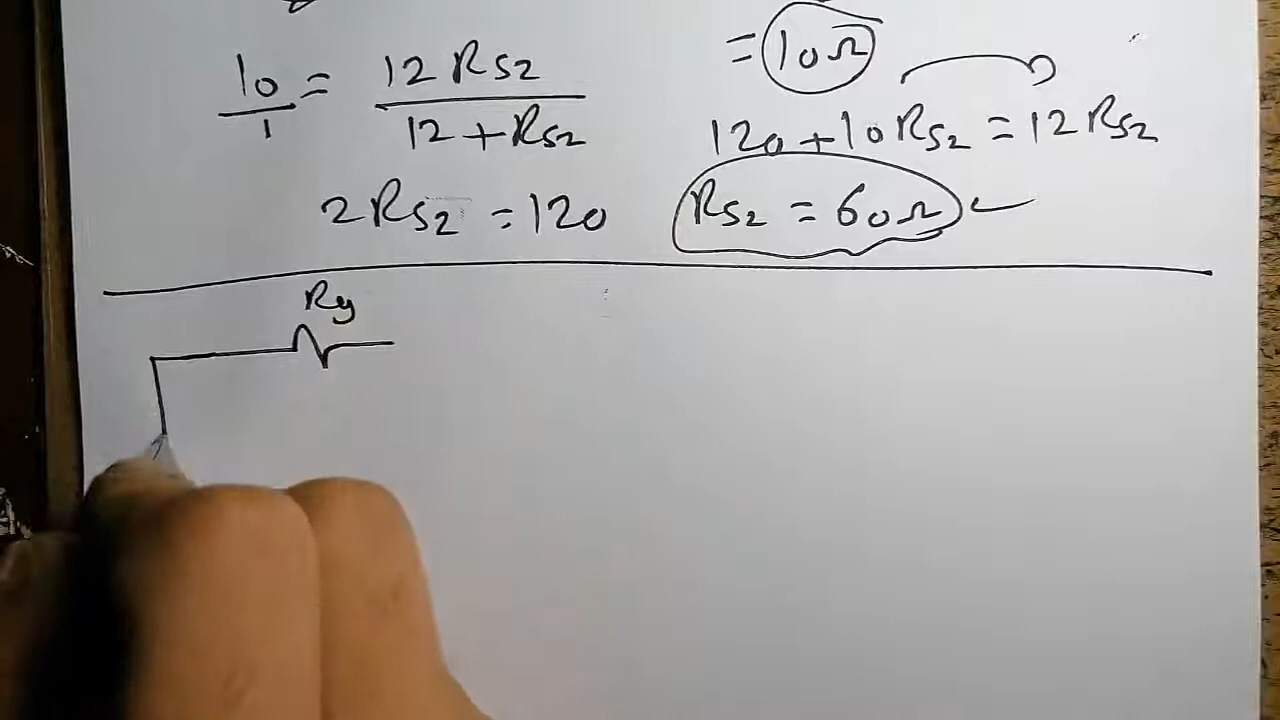 = 10Ω
10/1 = 12 Rs2 / 12 + Rs2
120 + 10 Rs2 = 12 Rs2
2 Rs2 = 120
Rs2 = 60Ω
Ry